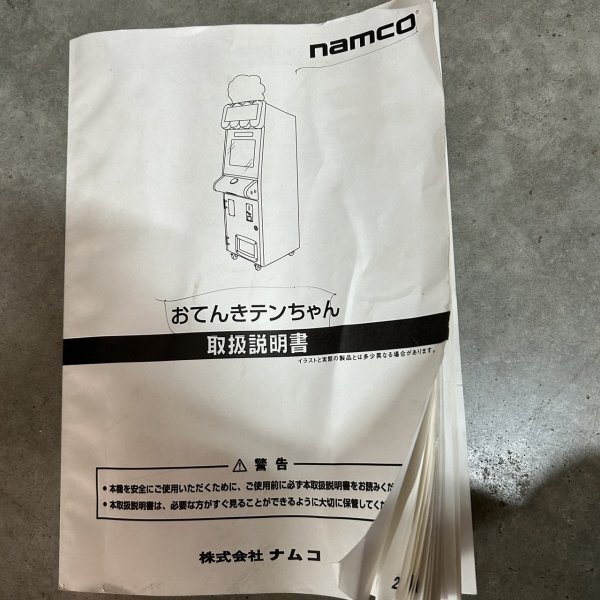 namco
おてんきテンちゃん
取扱説明書
イラストと実際の製品とは多少異なる場合があります。
⚠ 警告
•本機を安全にご使用いただくために、ご使用前に必ず本取扱説明書をお読みくだ
•本取扱説明書は、必要な方がすぐ見ることができるように大切に保管してくだ
株式会社 ナムコ